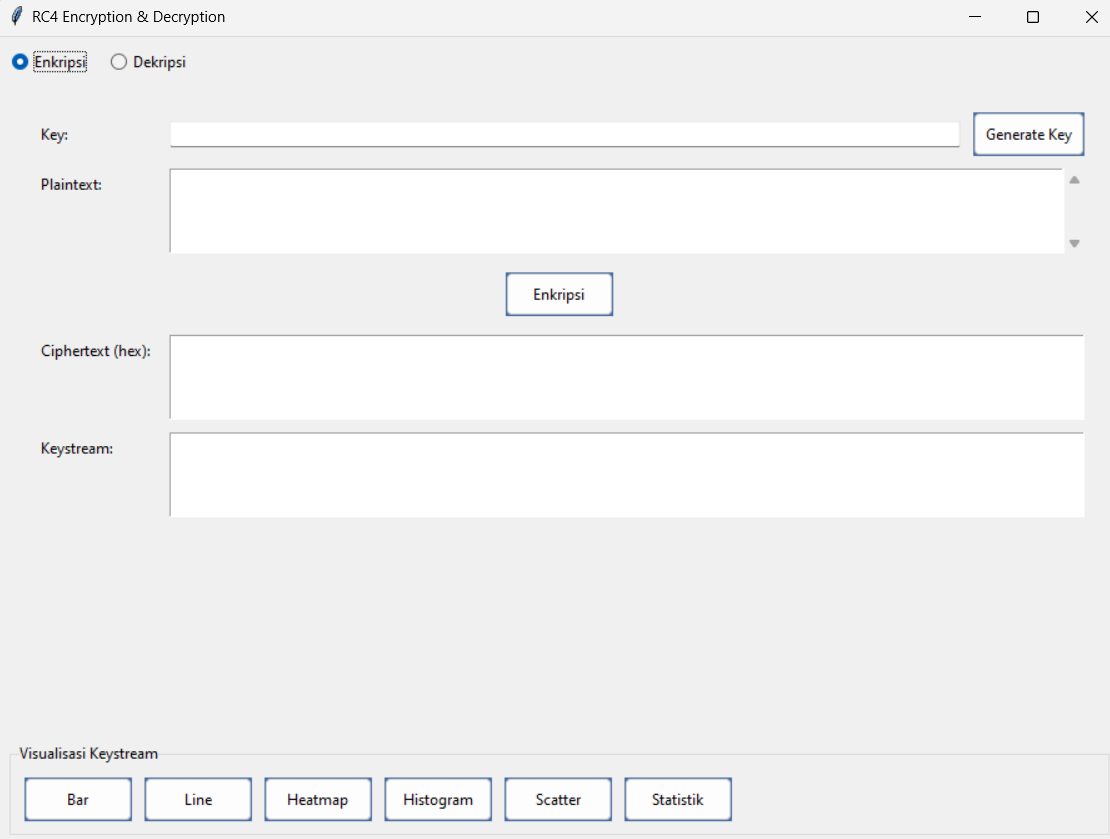 RC4 Encryption & Decryption
Enkripsi Dekripsi
Key: Generate Key
Plaintext:
Enkripsi
Ciphertext (hex):
Keystream:
Visualisasi Keystream
Bar Line Heatmap Histogram Scatter Statistik